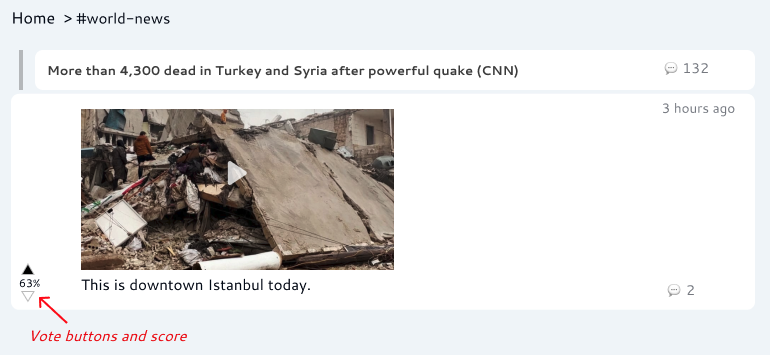 Home > #world-news
More than 4,300 dead in Turkey and Syria after powerful quake (CNN)
132
3 hours ago
63%
This is downtown Istanbul today.
2
Vote buttons and score